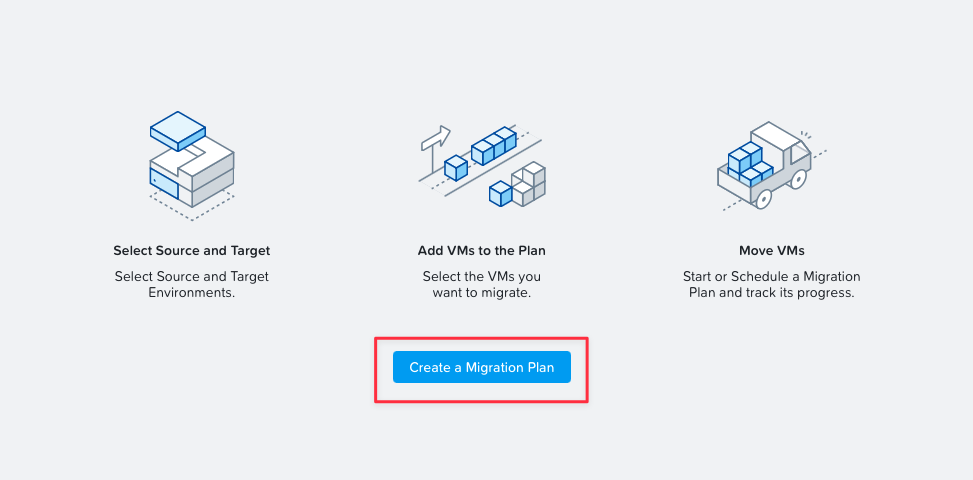 Select Source and Target
Select Source and Target
Environments.
Add VMs to the Plan
Select the VMs you
want to migrate.
Move VMs
Start or Schedule a Migration
Plan and track its progress.
Create a Migration Plan